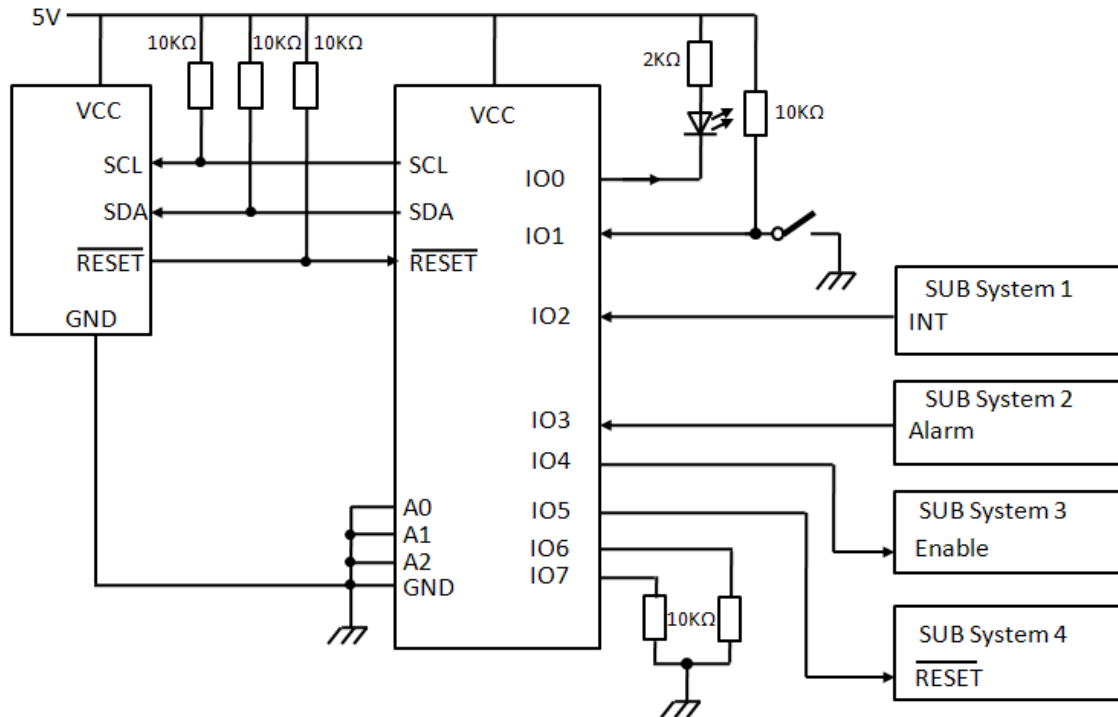 5V
10KΩ
10KΩ
10KΩ
2KΩ
10KΩ
VCC
SCL
SDA
RESET
GND
VCC
SCL
SDA
RESET
A0
A1
A2
GND
IO0
IO1
IO2
IO3
IO4
IO5
IO6
IO7
10KΩ
SUB System 1
INT
SUB System 2
Alarm
SUB System 3
Enable
SUB System 4
RESET